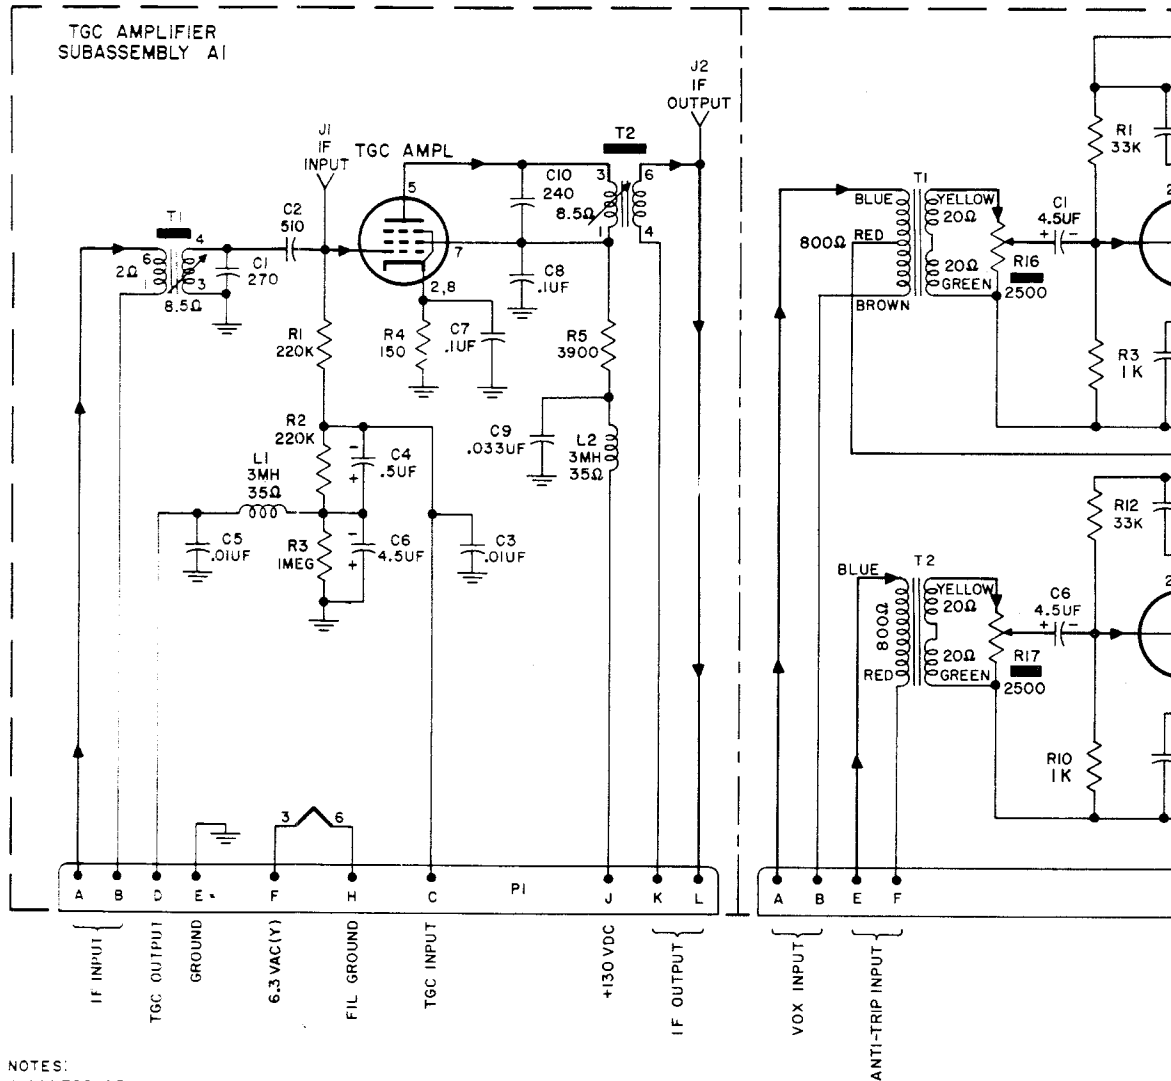 TGC AMPLIFIER
SUBASSEMBLY A1
J1
IF
INPUT
TGC AMPL
J2
IF
OUTPUT
T2
T1
6
2Ω
1
4
3
8.5Ω
C1
270
C2
510
5
7
2,8
C10
240
3
8.5Ω
1
6
4
C8
.1UF
R1
220K
R4
150
C7
.1UF
R5
3900
R2
220K
C4
-
+
.5UF
C9
.033UF
L2
3MH
35Ω
L1
3MH
35Ω
C5
.01UF
R3
1MEG
-
+
C6
4.5UF
C3
.01UF
3
6
A
B
D
E
F
H
C
P1
J
K
L
IF INPUT
TGC OUTPUT
GROUND
6.3 VAC(Y)
FIL GROUND
TGC INPUT
+130 VDC
IF OUTPUT
NOTES:
T1
BLUE
RED
800Ω
BROWN
YELLOW
20Ω
20Ω
GREEN
R16
2500
C1
4.5UF
+
-
R1
33K
2
R3
1K
T2
BLUE
800Ω
RED
YELLOW
20Ω
20Ω
GREEN
R17
2500
C6
4.5UF
+
-
R12
33K
2
R10
1K
A
B
E
F
VOX INPUT
ANTI-TRIP INPUT